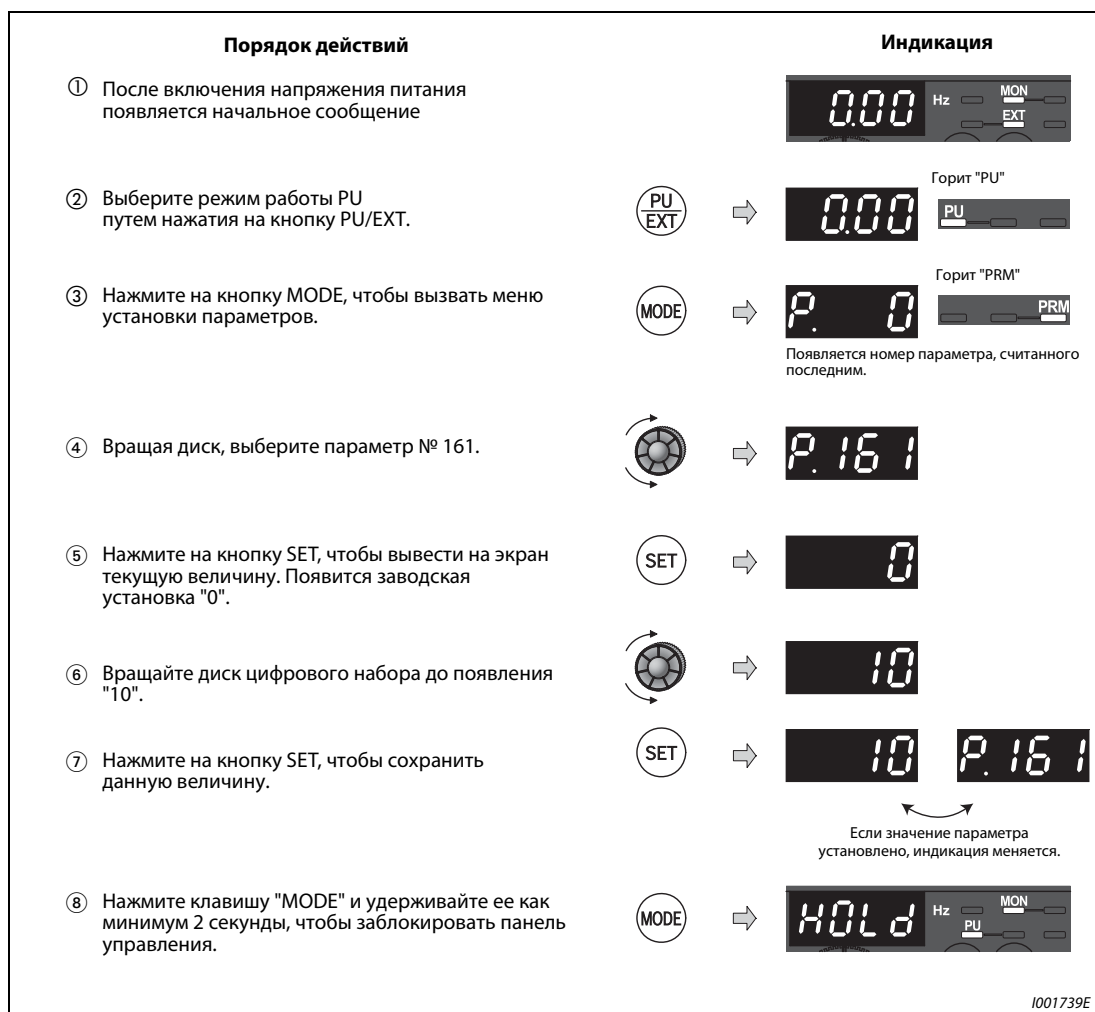 Порядок действий
Индикация
① После включения напряжения питания
появляется начальное сообщение
0.00 Hz MON
EXT
② Выберите режим работы PU
путем нажатия на кнопку PU/EXT.
PU
EXT
0.00
Горит "PU"
PU
③ Нажмите на кнопку MODE, чтобы вызвать меню
установки параметров.
MODE
P. 0
Горит "PRM"
PRM
Появляется номер параметра, считанного
последним.
④ Вращая диск, выберите параметр № 161.
P. 161
⑤ Нажмите на кнопку SET, чтобы вывести на экран
текущую величину. Появится заводская
установка "0".
SET
0
⑥ Вращайте диск цифрового набора до появления
"10".
10
⑦ Нажмите на кнопку SET, чтобы сохранить
данную величину.
SET
10 P. 161
Если значение параметра
установлено, индикация меняется.
⑧ Нажмите клавишу "MODE" и удерживайте ее как
минимум 2 секунды, чтобы заблокировать панель
управления.
MODE
HOLd Hz MON
PU
I001739E